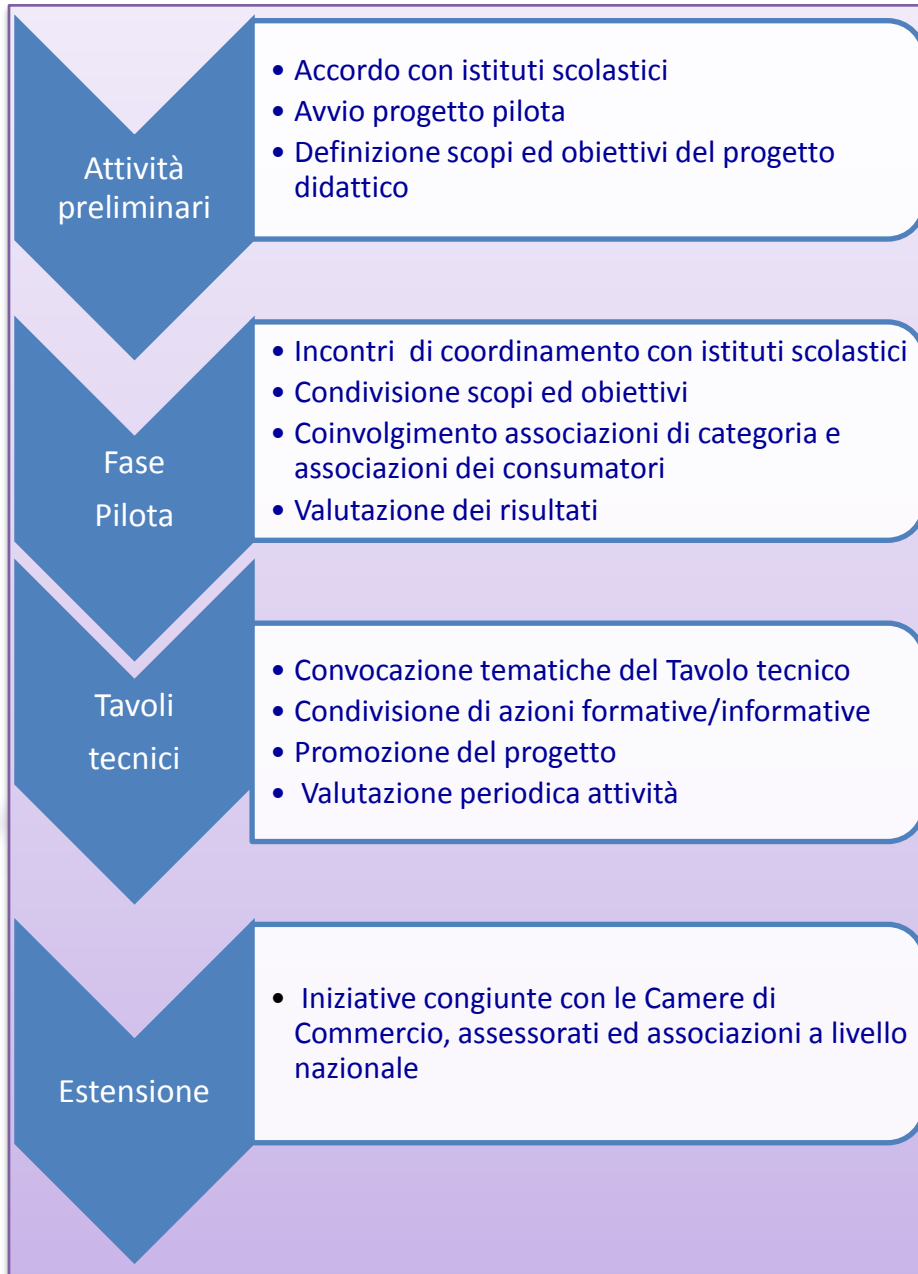 Attività
preliminari
• Accordo con istituti scolastici
• Avvio progetto pilota
• Definizione scopi ed obiettivi del progetto
didattico
Fase
Pilota
• Incontri di coordinamento con istituti scolastici
• Condivisione scopi ed obiettivi
• Coinvolgimento associazioni di categoria e
associazioni dei consumatori
• Valutazione dei risultati
Tavoli
tecnici
• Convocazione tematiche del Tavolo tecnico
• Condivisione di azioni formative/informative
• Promozione del progetto
• Valutazione periodica attività
Estensione
• Iniziative congiunte con le Camere di
Commercio, assessorati ed associazioni a livello
nazionale